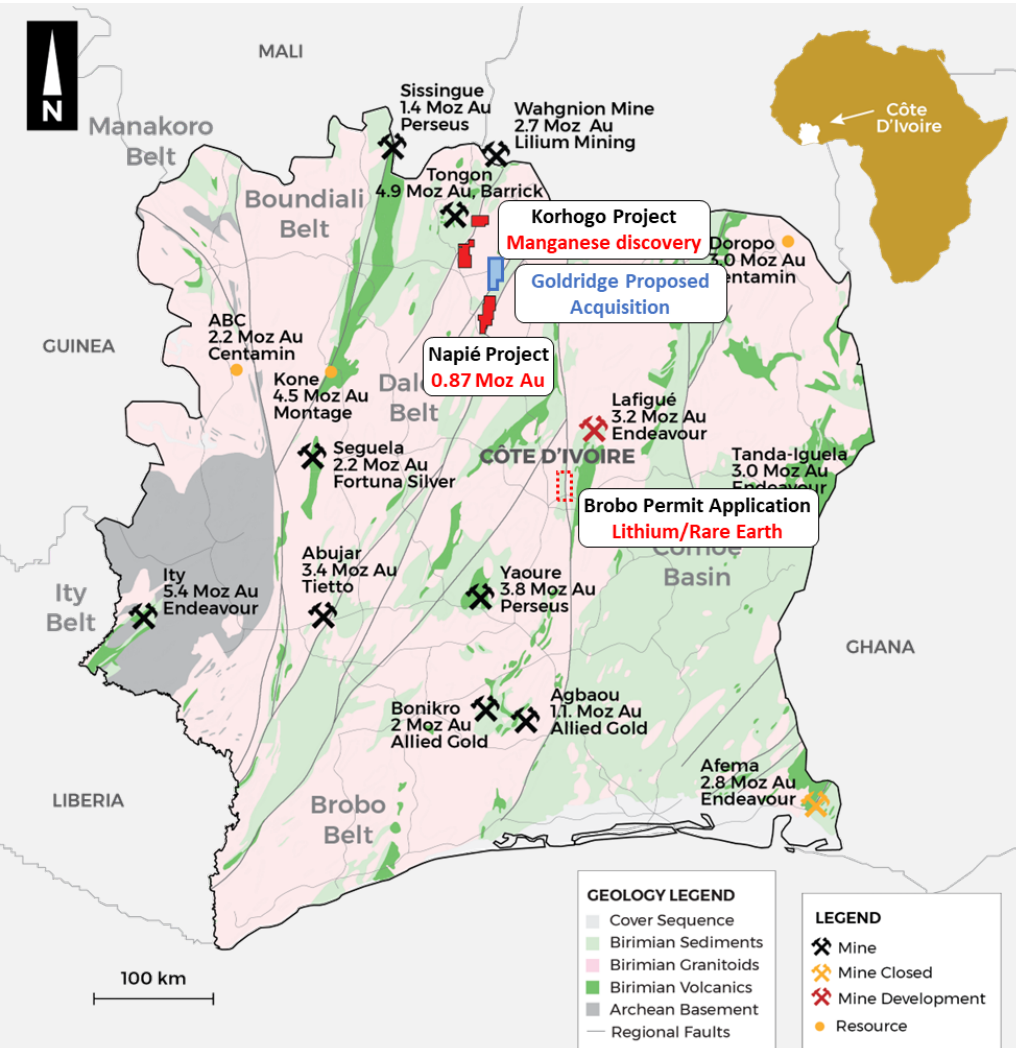 MALI
N
Manakoro
Belt
Sissingue
1.4 Moz Au
Perseus
Wahgnion Mine
2.7 Moz Au
Lilium Mining
Côte
D'Ivoire
Boundiali
Belt
Tongon
4.9 Moz Au, Barrick
Korhogo Project
Manganese discovery
Doropo
3.0 Moz Au
entamin
Goldridge Proposed
Acquisition
GUINEA
ABC
2.2 Moz Au
Centamin
Kone
4.5 Moz Au
Montage
Napié Project
0.87 Moz Au
Belt
Lafigué
3.2 Moz Au
Endeavour
Seguela
2.2 Moz Au
Fortuna Silver
CÔTE D'IVOIRE
Tanda-Iguela
3.0 Moz Au
Endeavour
Brobo Permit Application
Lithium/Rare Earth
Comoe
Basin
Ity
Belt
Ity
5.4 Moz Au
Endeavour
Abujar
3.4 Moz Au
Tietto
Yaoure
3.8 Moz Au
Perseus
GHANA
Bonikro
2 Moz Au
Allied Gold
Agbaou
1.1. Moz Au
Allied Gold
Afema
2.8 Moz Au
Endeavour
LIBERIA
Brobo
Belt
100 km
GEOLOGY LEGEND
Cover Sequence
Birimian Sediments
Birimian Granitoids
Birimian Volcanics
Archean Basement
Regional Faults
LEGEND
Mine
Mine Closed
Mine Development
Resource